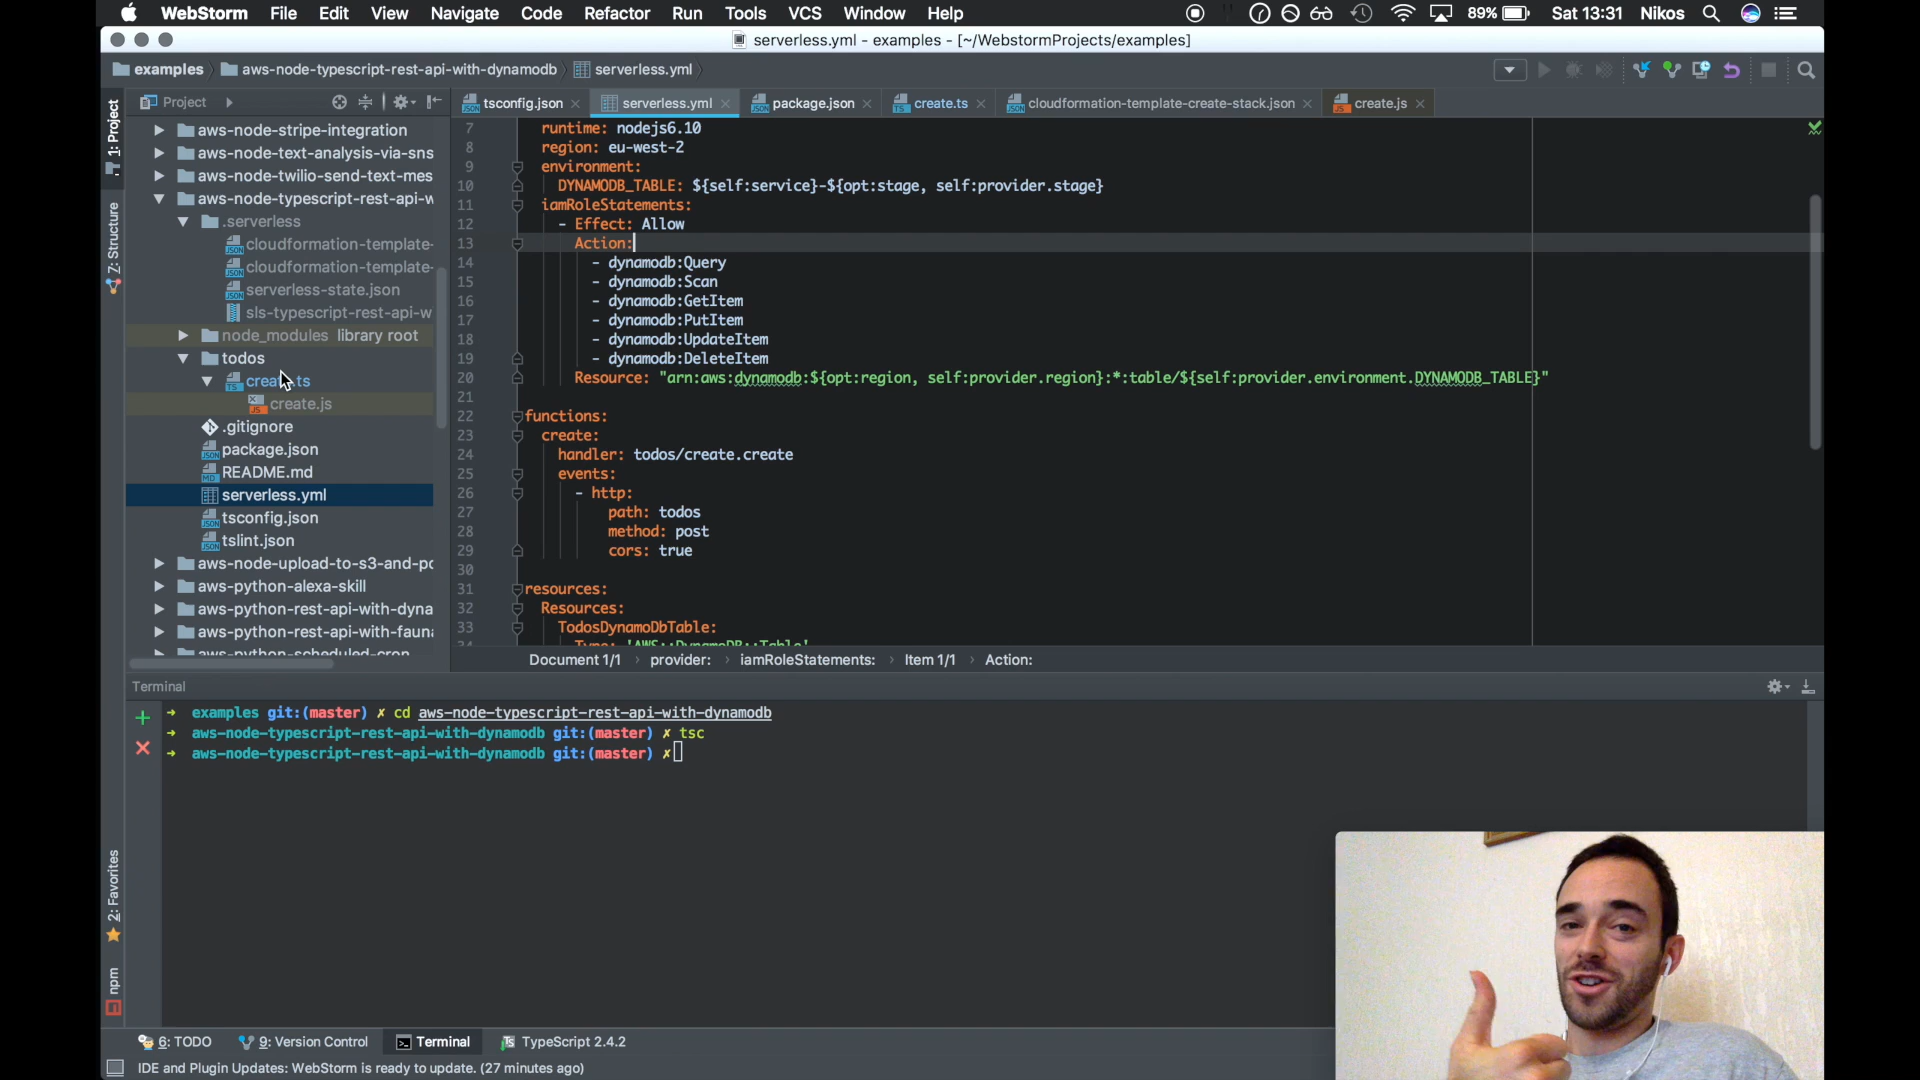 WebStorm File Edit View Navigate Code Refactor Run Tools VCS Window Help 89% Sat 13:31 Nikos
serverless.yml - examples - [~/WebstormProjects/examples]
examples aws-node-typescript-rest-api-with-dynamodb serverless.yml
Project tsconfig.json serverless.yml package.json create.ts cloudformation-template-create-stack.json create.js
1: Project
Z: Structure
2: Favorites
npm
aws-node-stripe-integration
aws-node-text-analysis-via-sns
aws-node-twilio-send-text-mes
aws-node-typescript-rest-api-w
.serverless
cloudformation-template-
cloudformation-template-
serverless-state.json
sls-typescript-rest-api-w
node_modules library root
todos
create.ts
create.js
.gitignore
package.json
README.md
serverless.yml
tsconfig.json
tslint.json
aws-node-upload-to-s3-and-po
aws-python-alexa-skill
aws-python-rest-api-with-dyna
aws-python-rest-api-with-fauna
aws-python-scheduled-cron
7 runtime: nodejs6.10
8 region: eu-west-2
9 environment:
10 DYNAMODB_TABLE: ${self:service}-${opt:stage, self:provider.stage}
11 iamRoleStatements:
12 - Effect: Allow
13 Action:
14 - dynamodb:Query
15 - dynamodb:Scan
16 - dynamodb:GetItem
17 - dynamodb:PutItem
18 - dynamodb:UpdateItem
19 - dynamodb:DeleteItem
20 Resource: "arn:aws:dynamodb:${opt:region, self:provider.region}:*:table/${self:provider.environment.DYNAMODB_TABLE}"
21
22 functions:
23 create:
24 handler: todos/create.create
25 events:
26 - http:
27 path: todos
28 method: post
29 cors: true
30
31 resources:
32 Resources:
33 TodosDynamoDbTable:
34 Type: 'AWS::DynamoDB::Table'
Document 1/1 › provider: › iamRoleStatements: › Item 1/1 › Action:
Terminal
➜ examples git:(master) ✗ cd aws-node-typescript-rest-api-with-dynamodb
➜ aws-node-typescript-rest-api-with-dynamodb git:(master) ✗ tsc
➜ aws-node-typescript-rest-api-with-dynamodb git:(master) ✗
6: TODO 9: Version Control Terminal TypeScript 2.4.2
IDE and Plugin Updates: WebStorm is ready to update. (27 minutes ago)